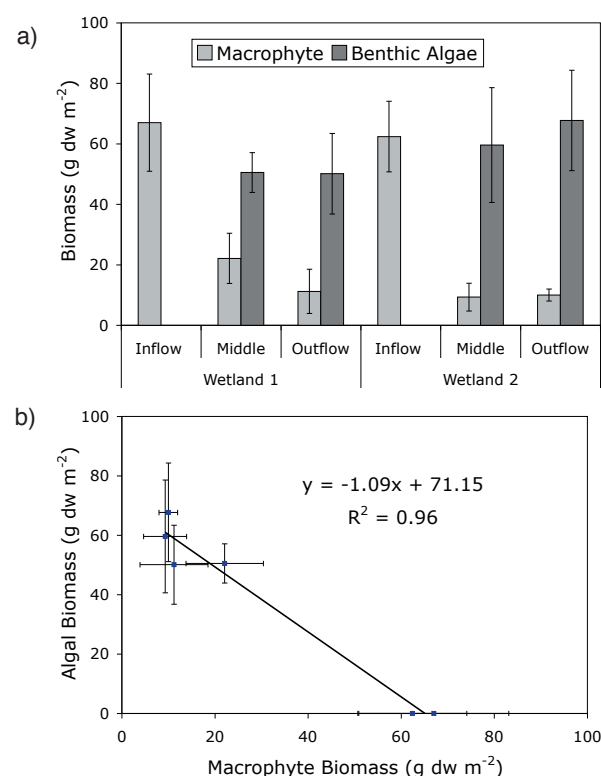 a)
100
80
60
40
20
0
Biomass (g dw m-2)
Macrophyte Benthic Algae
Inflow Middle Outflow Inflow Middle Outflow
Wetland 1 Wetland 2
b)
100
80
60
40
20
0
Algal Biomass (g dw m-2)
y = -1.09x + 71.15
R2 = 0.96
0 20 40 60 80 100
Macrophyte Biomass (g dw m-2)